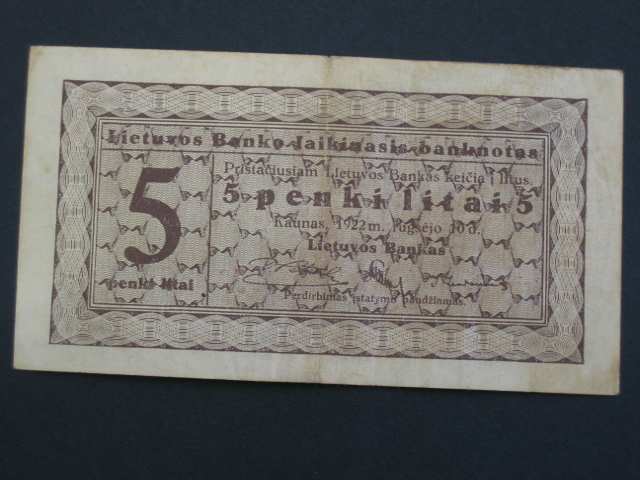 Lietuvos Banko laikinasis banknotas
5
Pristačiusiam Lietuvos Bankas keičia į litus
5 penki litai 5
Kaunas, 1922 m. rugsėjo 10 d.
Lietuvos Bankas
penki litai
Perdirbimas įstatymo baudžiamas.